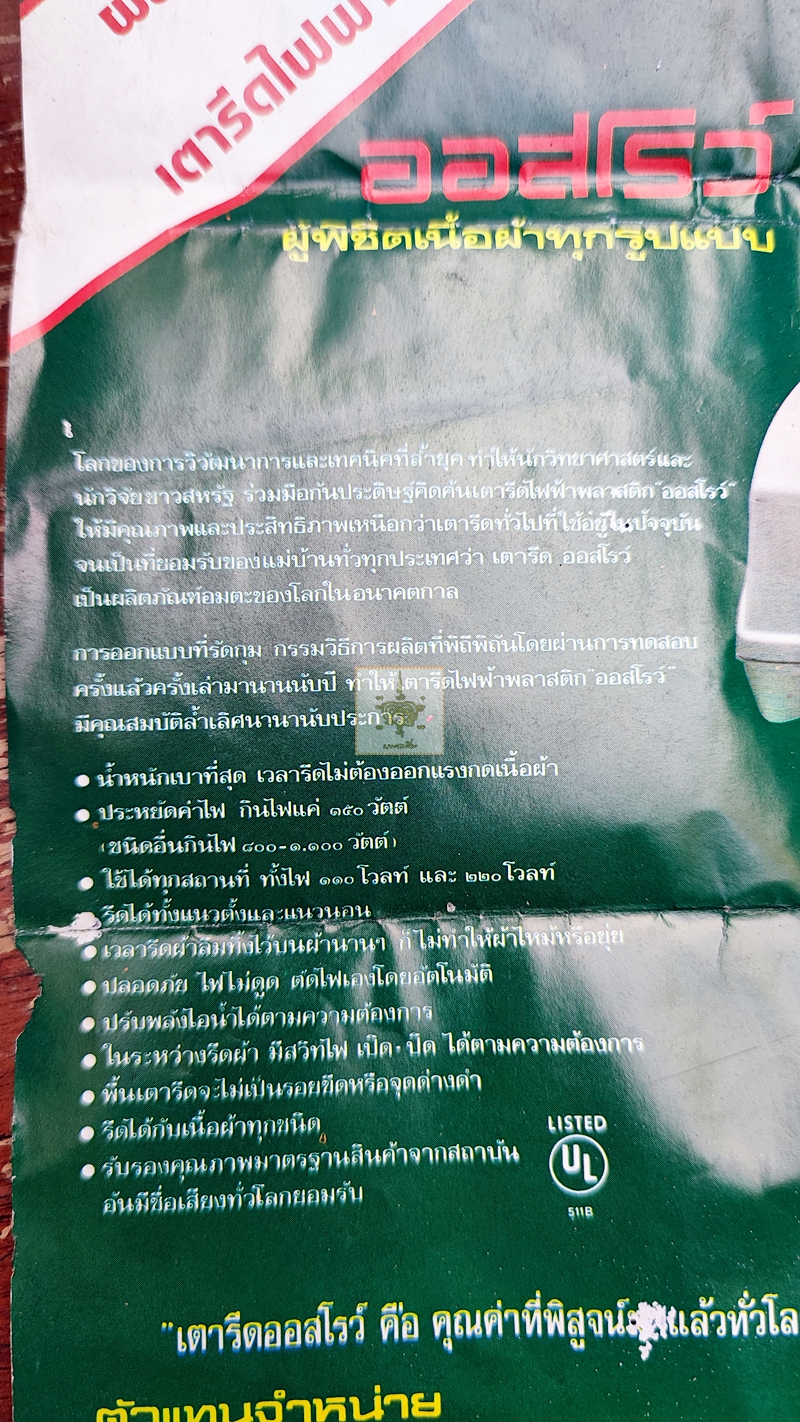 เตารีดไฟฟ้า
ออสโรว์
ผู้พิชิตเนื้อผ้าทุกรูปแบบ
โลกของการวิวัฒนาการและเทคนิคที่ล้ำยุค ทำให้นักวิทยาศาสตร์และ
นักวิจัยชาวสหรัฐ ร่วมมือกันประดิษฐ์คิดค้นเตารีดไฟฟ้าพลาสติก"ออสโรว์"
ให้มีคุณภาพและประสิทธิภาพเหนือกว่าเตารีดทั่วไปที่ใช้อยู่ในปัจจุบัน
จนเป็นที่ยอมรับของแม่บ้านทั่วทุกประเทศว่า เตารีด ออสโรว์
เป็นผลิตภัณฑ์อมตะของโลกในอนาคตกาล
การออกแบบที่รัดกุม กรรมวิธีการผลิตที่พิถีพิถันโดยผ่านการทดสอบ
ครั้งแล้วครั้งเล่ามานานนับปี ทำให้เตารีดไฟฟ้าพลาสติก"ออสโรว์"
มีคุณสมบัติล้ำเลิศนานานับประการ
● น้ำหนักเบาที่สุด เวลารีดไม่ต้องออกแรงกดเนื้อผ้า
● ประหยัดค่าไฟ กินไฟแค่ ๑๕๐ วัตต์
(ชนิดอื่นกินไฟ ๘๐๐-๑.๑๐๐ วัตต์)
● ใช้ได้ทุกสถานที่ ทั้งไฟ ๑๑๐ โวลท์ และ ๒๒๐ โวลท์
● รีดได้ทั้งแนวตั้งและแนวนอน
● เวลารีดผ้าลืมทิ้งไว้บนผ้านานๆ ก็ไม่ทำให้ผ้าไหม้หรือยุ่ย
● ปลอดภัย ไฟไม่ดูด ตัดไฟเองโดยอัตโนมัติ
● ปรับพลังไอน้ำได้ตามความต้องการ
● ในระหว่างรีดผ้า มีสวิทไฟ เปิด-ปิด ได้ตามความต้องการ
● พื้นเตารีดจะไม่เป็นรอยขีดหรือจุดด่างดำ
● รีดได้กับเนื้อผ้าทุกชนิด
● รับรองคุณภาพมาตรฐานสินค้าจากสถาบัน
อันมีชื่อเสียงทั่วโลกยอมรับ
LISTED
UL
511B
"เตารีดออสโรว์ คือ คุณค่าที่พิสูจน์ แล้วทั่วโล
ตัวแทนจำหน่าย